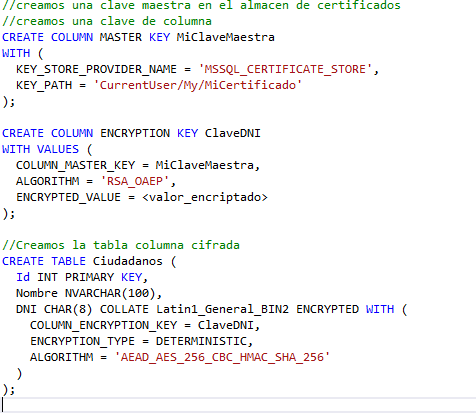 //creamos una clave maestra en el almacen de certificados
//creamos una clave de columna
CREATE COLUMN MASTER KEY MiClaveMaestra
WITH (
  KEY_STORE_PROVIDER_NAME = 'MSSQL_CERTIFICATE_STORE',
  KEY_PATH = 'CurrentUser/My/MiCertificado'
);

CREATE COLUMN ENCRYPTION KEY ClaveDNI
WITH VALUES (
  COLUMN_MASTER_KEY = MiClaveMaestra,
  ALGORITHM = 'RSA_OAEP',
  ENCRYPTED_VALUE = <valor_encriptado>
);

//Creamos la tabla columna cifrada
CREATE TABLE Ciudadanos (
  Id INT PRIMARY KEY,
  Nombre NVARCHAR(100),
  DNI CHAR(8) COLLATE Latin1_General_BIN2 ENCRYPTED WITH (
    COLUMN_ENCRYPTION_KEY = ClaveDNI,
    ENCRYPTION_TYPE = DETERMINISTIC,
    ALGORITHM = 'AEAD_AES_256_CBC_HMAC_SHA_256'
  )
);